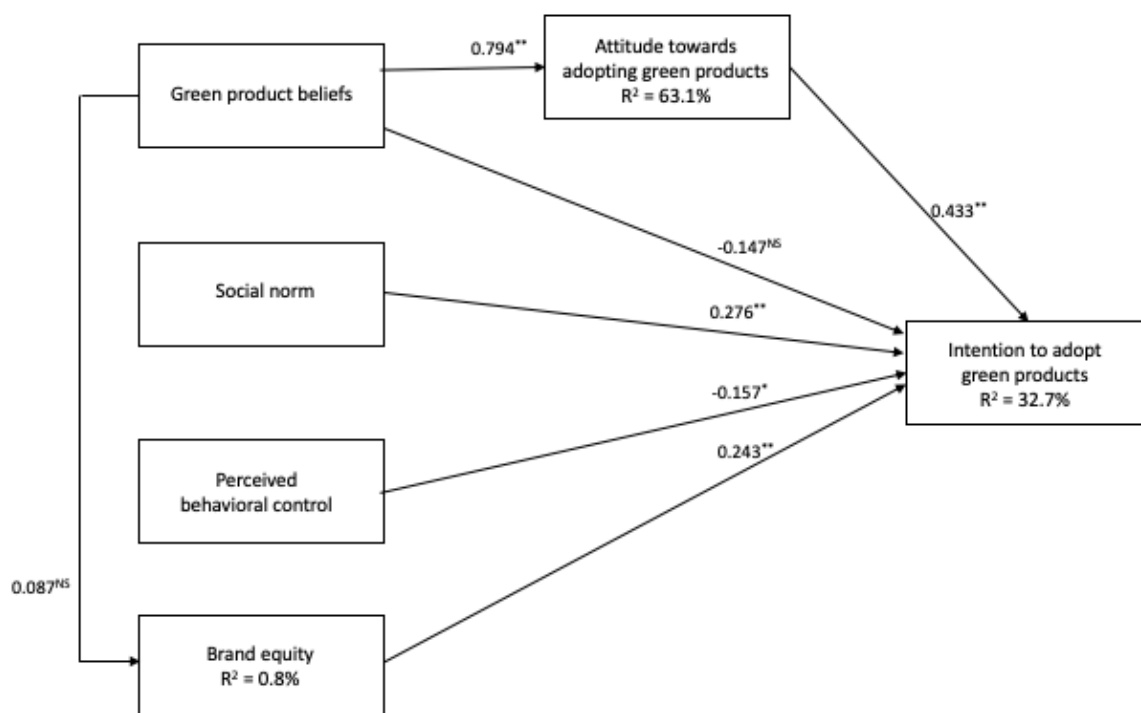 0.794**
Attitude towards
adopting green products
R² = 63.1%
Green product beliefs
0.433**
-0.147NS
Social norm
0.276**
Intention to adopt
green products
R² = 32.7%
-0.157*
0.243**
Perceived
behavioral control
0.087NS
Brand equity
R² = 0.8%